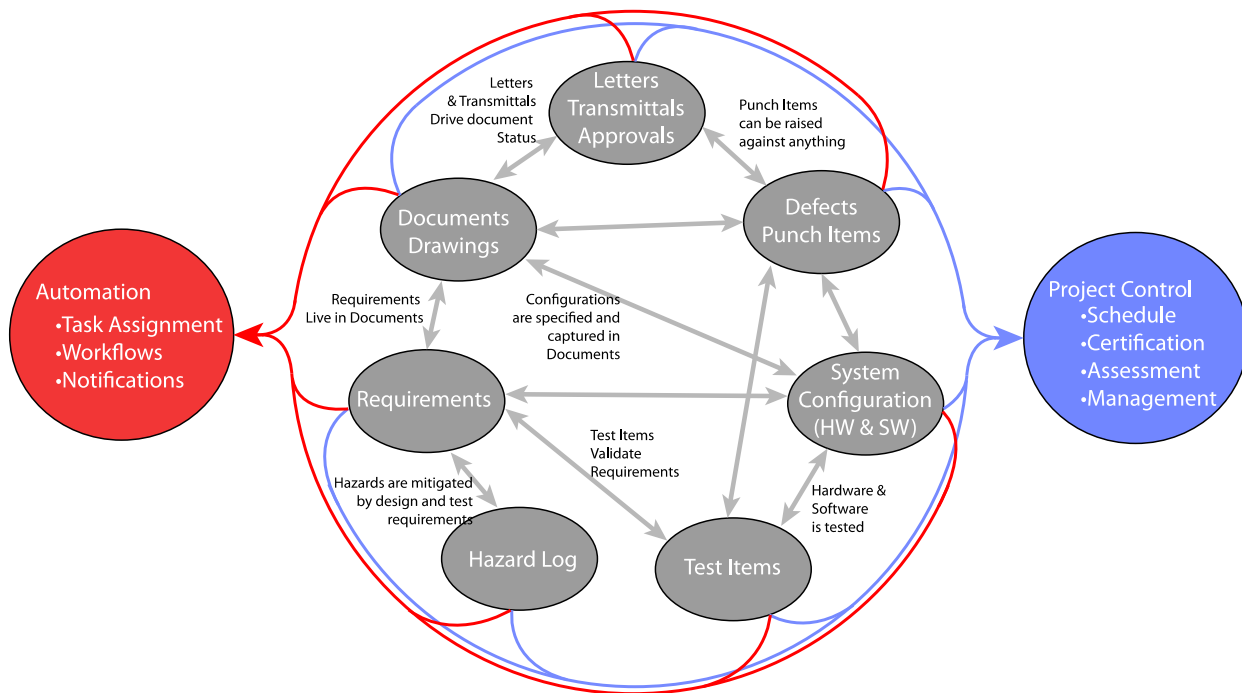 Letters
Transmittals
Approvals
Letters
& Transmittals
Drive document
Status
Punch Items
can be raised
against anything
Documents
Drawings
Defects
Punch Items
Automation
•Task Assignment
•Workflows
•Notifications
Requirements
Live in Documents
Configurations
are specified and
captured in
Documents
Project Control
•Schedule
•Certification
•Assessment
•Management
Requirements
System
Configuration
(HW & SW)
Test Items
Validate
Requirements
Hazards are mitigated
by design and test
requirements
Hardware &
Software
is tested
Hazard Log
Test Items